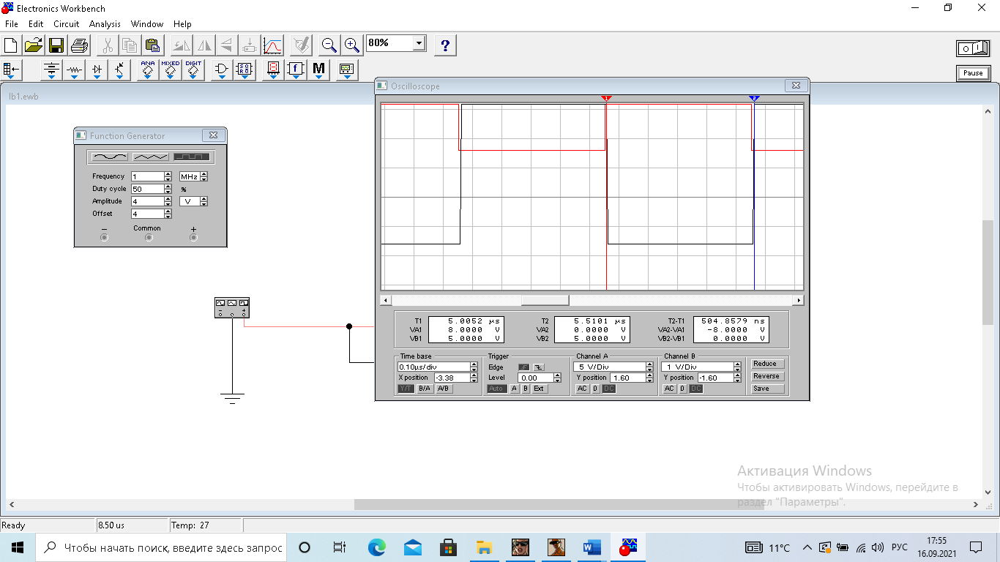 Electronics Workbench
File Edit Circuit Analysis Window Help
80%
?
ANA MIXED DIGIT
M
Pause
lb1.ewb
Oscilloscope
1 2
Function Generator
Frequency 1 MHz
Duty cycle 50 %
Amplitude 4 V
Offset 4
− Common +
T1 5.0052 µs
VA1 8.0000 V
VB1 5.0000 V
T2 5.5101 µs
VA2 0.0000 V
VB2 5.0000 V
T2-T1 504.8579 ns
VA2-VA1 -8.0000 V
VB2-VB1 0.0000 V
Time base
0.10µs/div
X position -3.38
Y/T B/A A/B
Trigger
Edge
Level 0.00
Auto A B Ext
Channel A
5 V/Div
Y position 1.60
AC 0 DC
Channel B
1 V/Div
Y position -1.60
AC 0 DC
Reduce
Reverse
Save
Активация Windows
Чтобы активировать Windows, перейдите в
раздел "Параметры".
Ready 8.50 us Temp: 27
Чтобы начать поиск, введите здесь запрос
11°C
РУС
17:55
16.09.2021